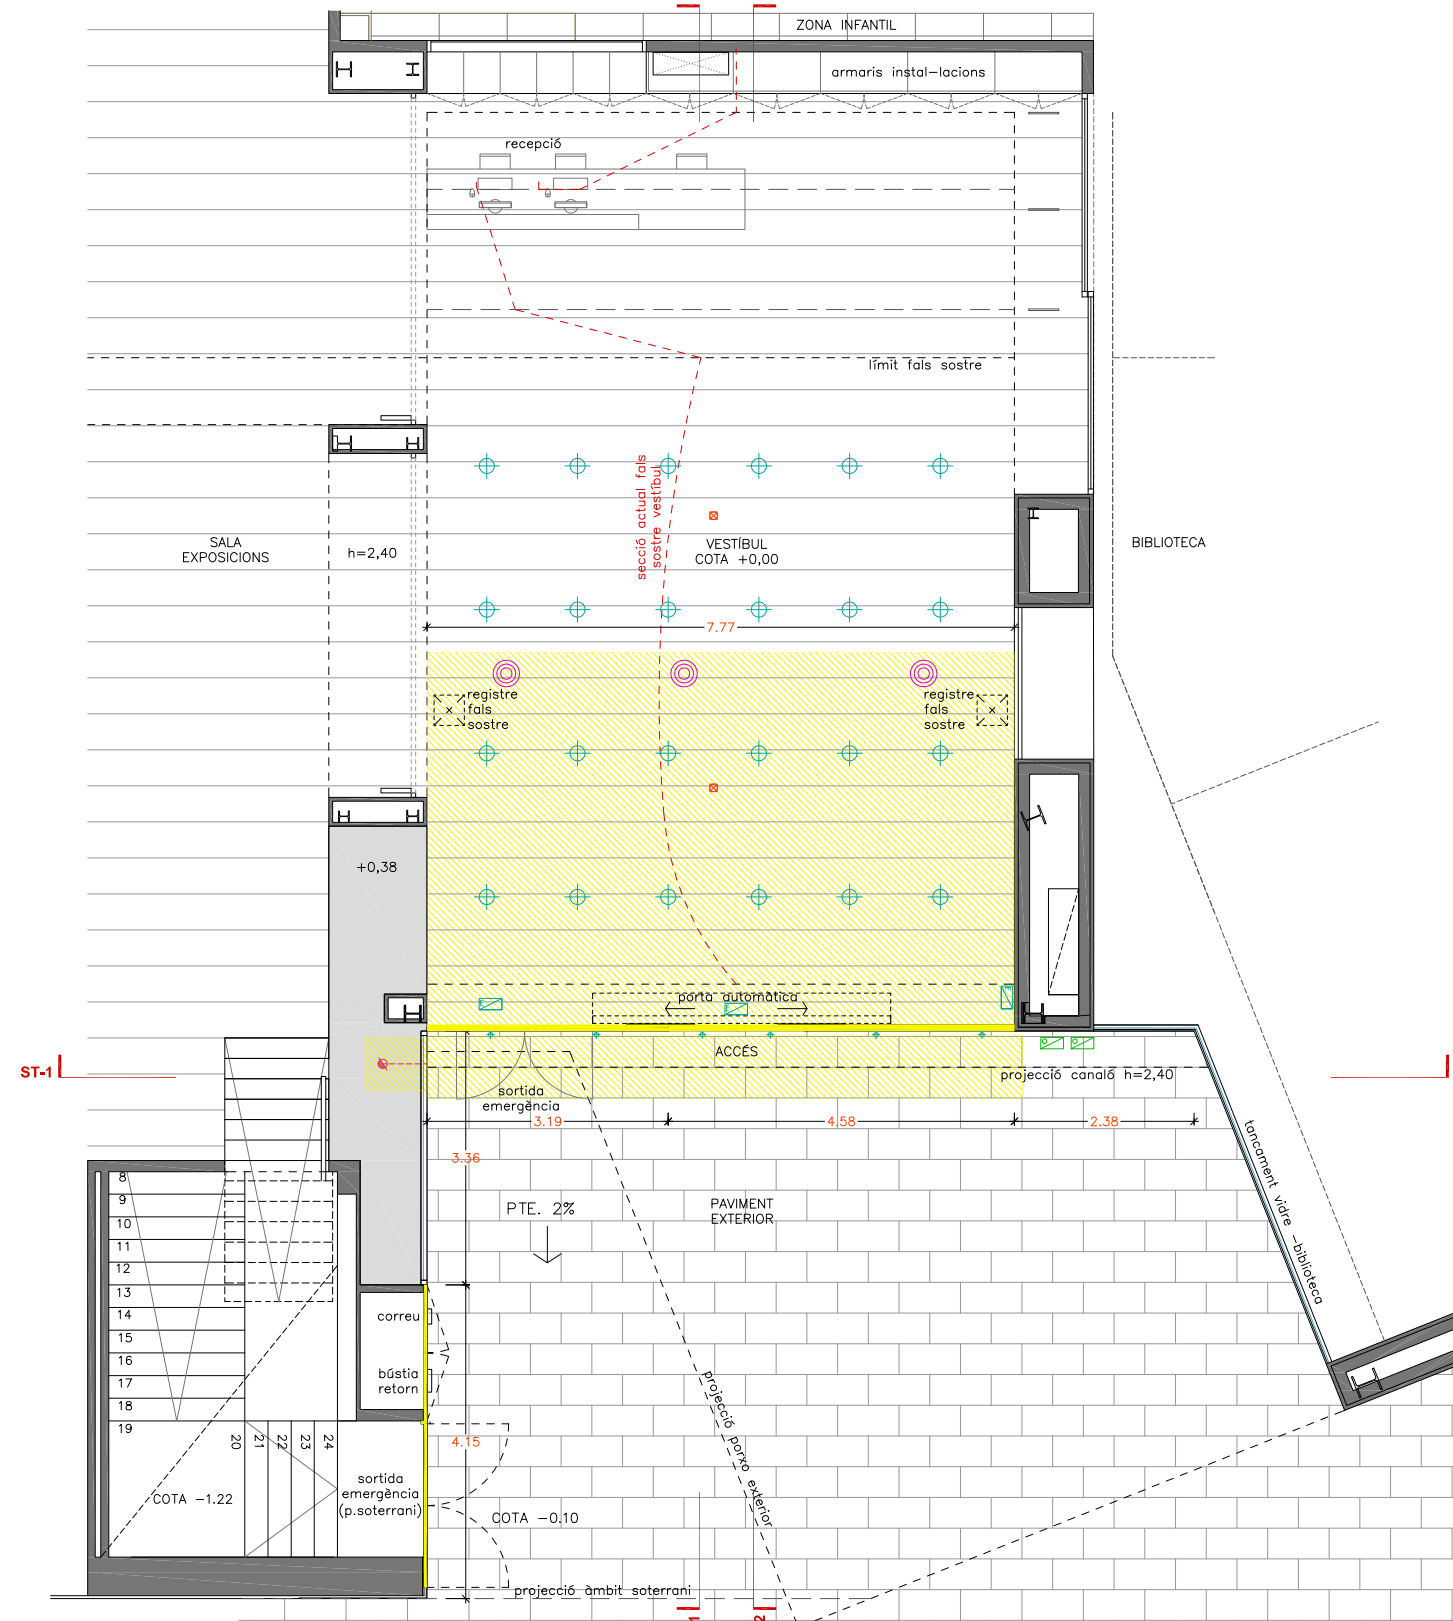 ZONA INFANTIL
armaris instal-lacions
recepció
límit fals sostre
secció actual fals
sostre vestíbul
SALA
EXPOSICIONS
h=2,40
VESTÍBUL
COTA +0,00
BIBLIOTECA
7.77
registre
fals
sostre
registre
fals
sostre
+0,38
porta automàtica
ACCÉS
ST-1
projecció canaló h=2,40
sortida
emergència
3.19
4.58
2.38
3.36
tancament vidre -biblioteca
8
9
10
11
12
13
14
15
16
17
18
19
20
21
22
23
24
PTE. 2%
PAVIMENT
EXTERIOR
correu
bústia
retorn
projecció porxo exterior
4.15
sortida
emergència
(p.soterrani)
COTA -1.22
COTA -0.10
projecció àmbit soterrani
1
2